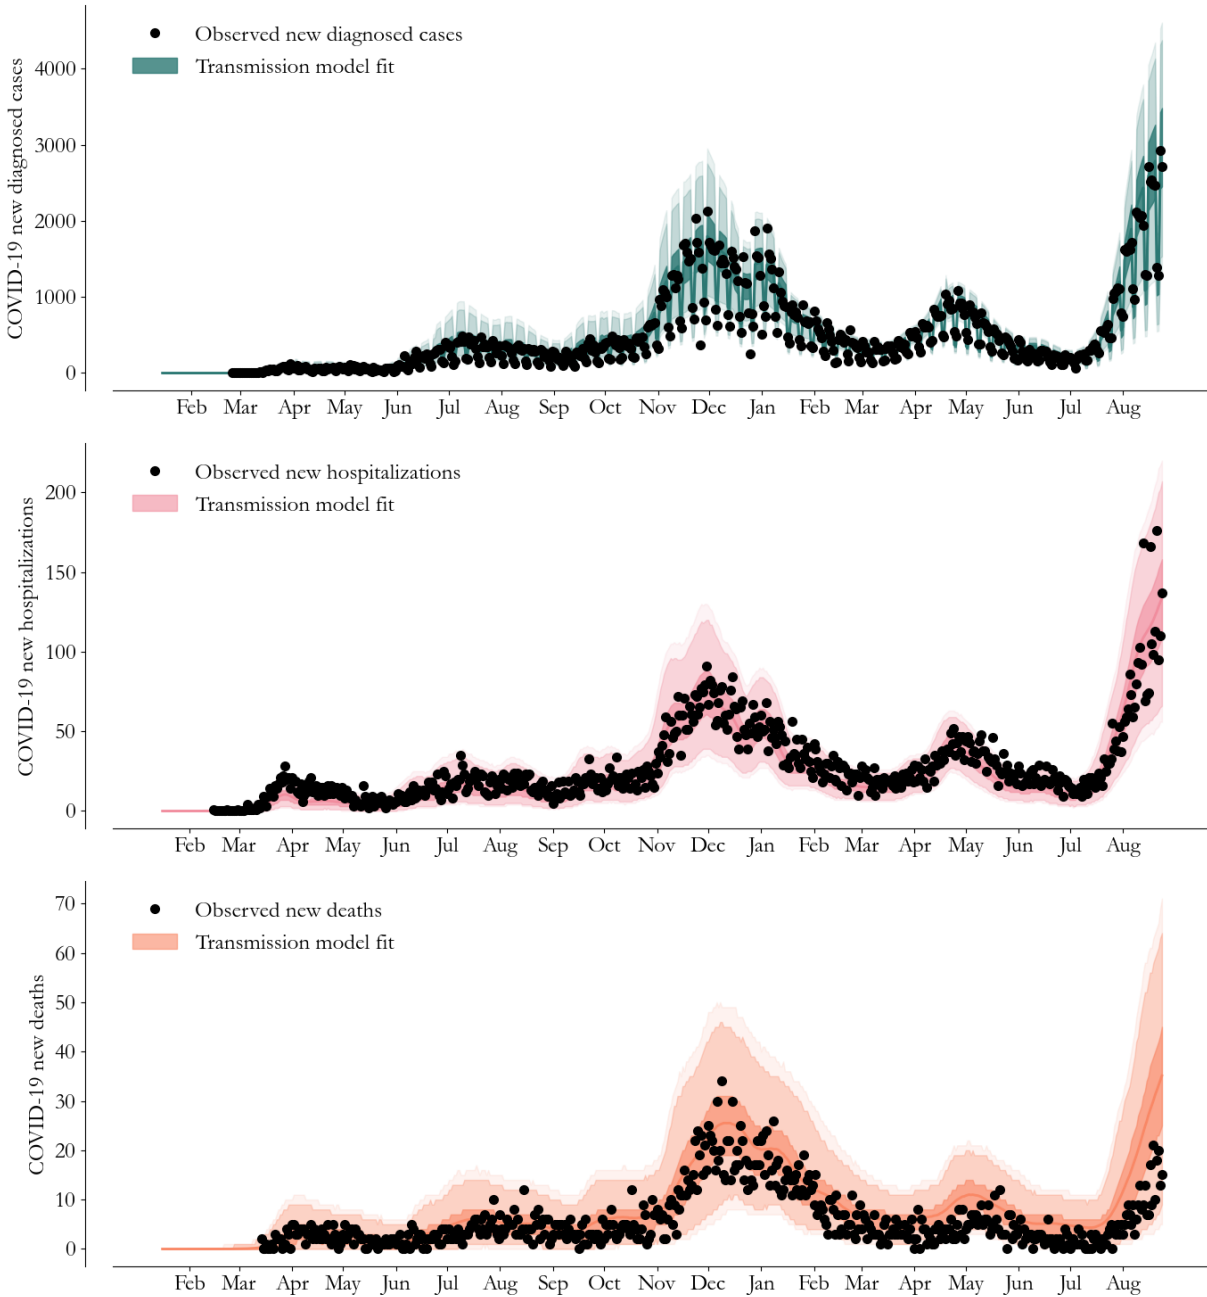 COVID-19 new diagnosed cases
Observed new diagnosed cases
Transmission model fit
4000
3000
2000
1000
0
Feb Mar Apr May Jun Jul Aug Sep Oct Nov Dec Jan Feb Mar Apr May Jun Jul Aug
COVID-19 new hospitalizations
Observed new hospitalizations
Transmission model fit
200
150
100
50
0
Feb Mar Apr May Jun Jul Aug Sep Oct Nov Dec Jan Feb Mar Apr May Jun Jul Aug
COVID-19 new deaths
Observed new deaths
Transmission model fit
70
60
50
40
30
20
10
0
Feb Mar Apr May Jun Jul Aug Sep Oct Nov Dec Jan Feb Mar Apr May Jun Jul Aug